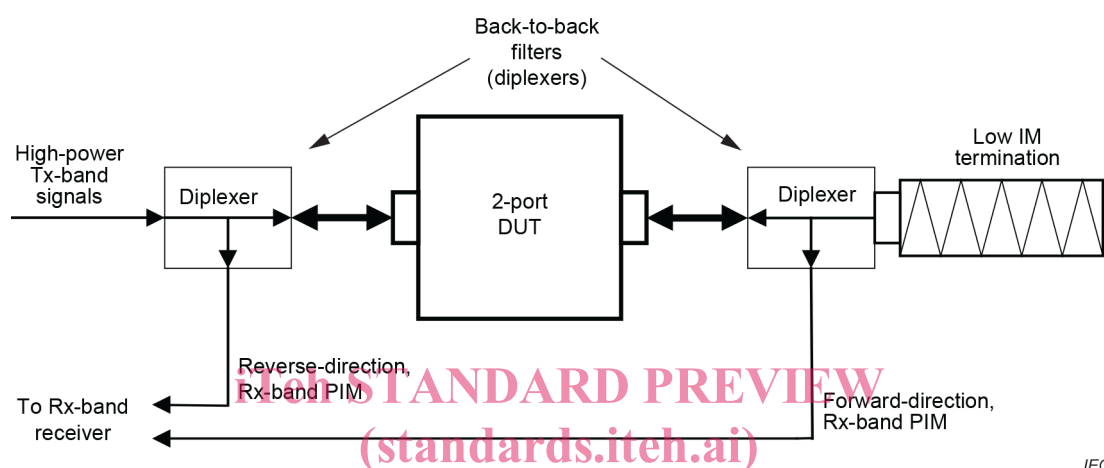 Back-to-back
filters
(diplexers)
High-power
Tx-band
signals
Diplexer
2-port
DUT
Diplexer
Low IM
termination
Reverse-direction,
Rx-band PIM
To Rx-band
receiver
Forward-direction,
Rx-band PIM
iTeh STANDARD PREVIEW
(standards.iteh.ai)